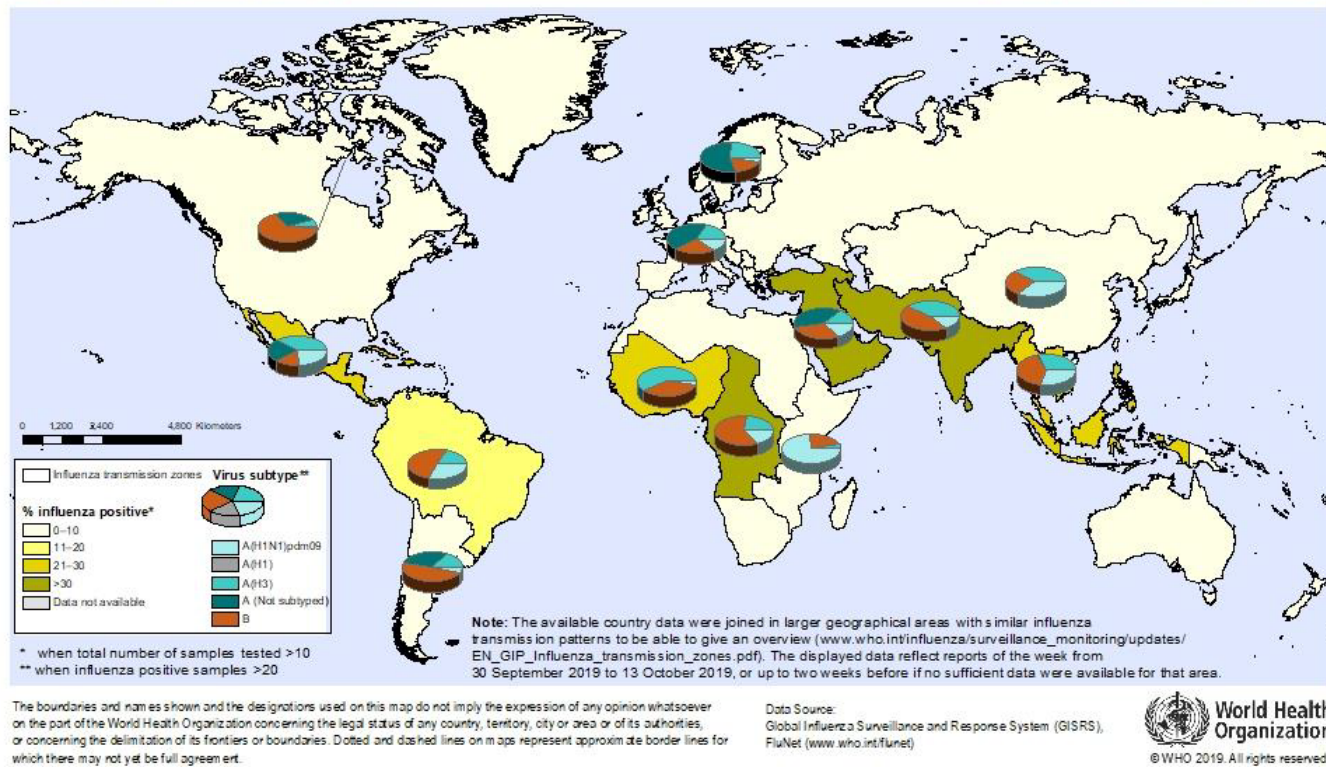 0 1,200 2,400 4,800 Kilometers
Influenza transmission zones
% influenza positive*
0–10
11–20
21–30
>30
Data not available
Virus subtype**
A(H1N1)pdm09
A(H1)
A(H3)
A (Not subtyped)
B
* when total number of samples tested >10
** when influenza positive samples >20
Note: The available country data were joined in larger geographical areas with similar influenza
transmission patterns to be able to give an overview (www.who.int/influenza/surveillance_monitoring/updates/
EN_GIP_Influenza_transmission_zones.pdf). The displayed data reflect reports of the week from
30 September 2019 to 13 October 2019, or up to two weeks before if no sufficient data were available for that area.
The boundaries and names shown and the designations used on this map do not imply the expression of any opinion whatsoever
on the part of the World Health Organization concerning the legal status of any country, territory, city or area or of its authorities,
or concerning the delimitation of its frontiers or boundaries. Dotted and dashed lines on maps represent approximate border lines for
which there may not yet be full agreement.
Data Source:
Global Influenza Surveillance and Response System (GISRS),
FluNet (www.who.int/flunet)
World Health
Organization
© WHO 2019. All rights reserved